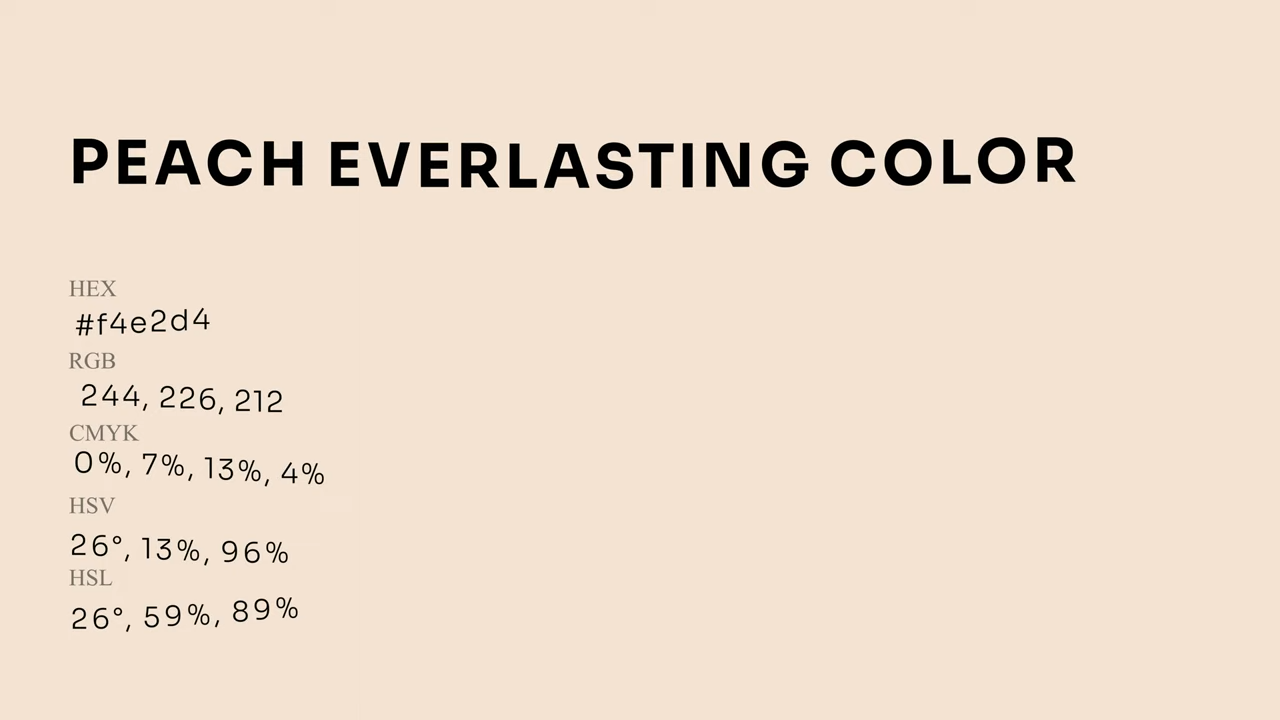 PEACH EVERLASTING COLOR
HEX
#f4e2d4
RGB
244, 226, 212
CMYK
0%, 7%, 13%, 4%
HSV
26°, 13%, 96%
HSL
26°, 59%, 89%